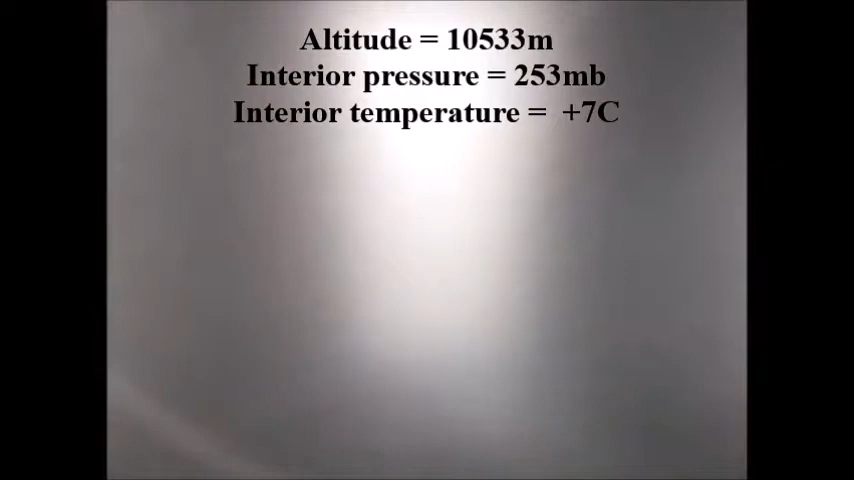 Altitude = 10533m
Interior pressure = 253mb
Interior temperature =  +7C